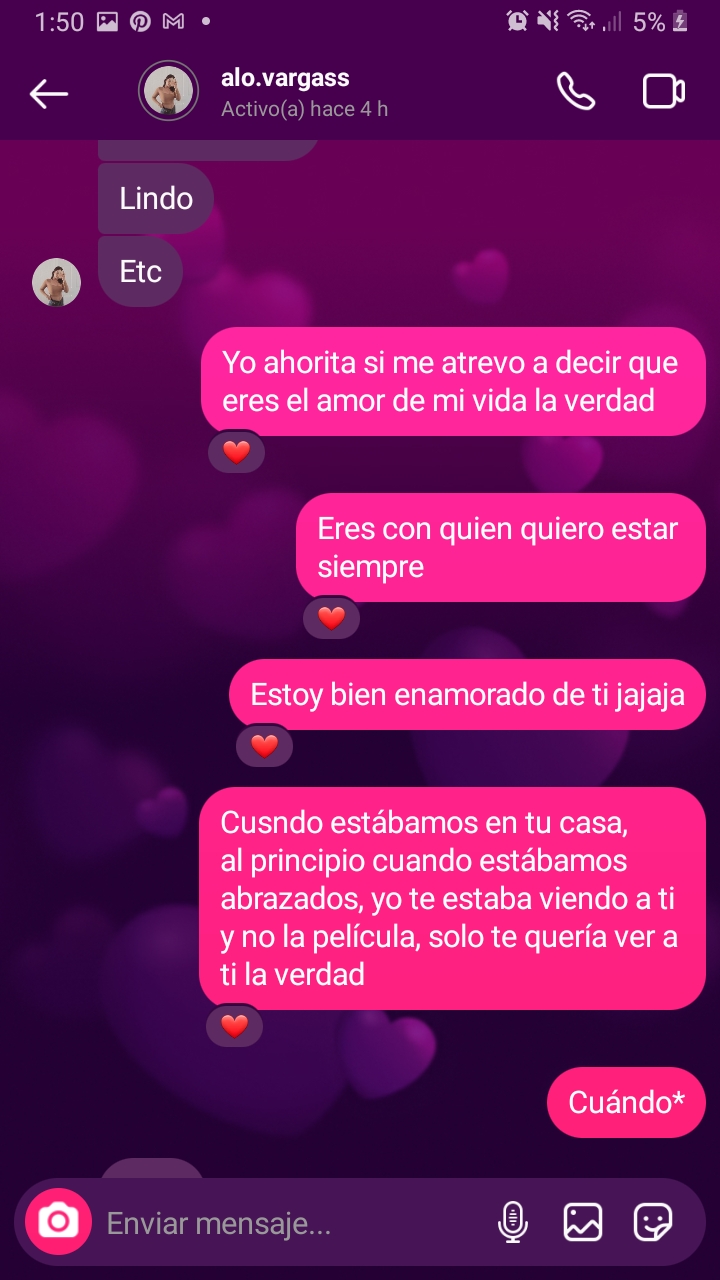 1:50
5%
alo.vargass
Activo(a) hace 4 h
Lindo
Etc
Yo ahorita si me atrevo a decir que
eres el amor de mi vida la verdad
Eres con quien quiero estar
siempre
Estoy bien enamorado de ti jajaja
Cusndo estábamos en tu casa,
al principio cuando estábamos
abrazados, yo te estaba viendo a ti
y no la película, solo te quería ver a
ti la verdad
Cuándo*
Enviar mensaje...